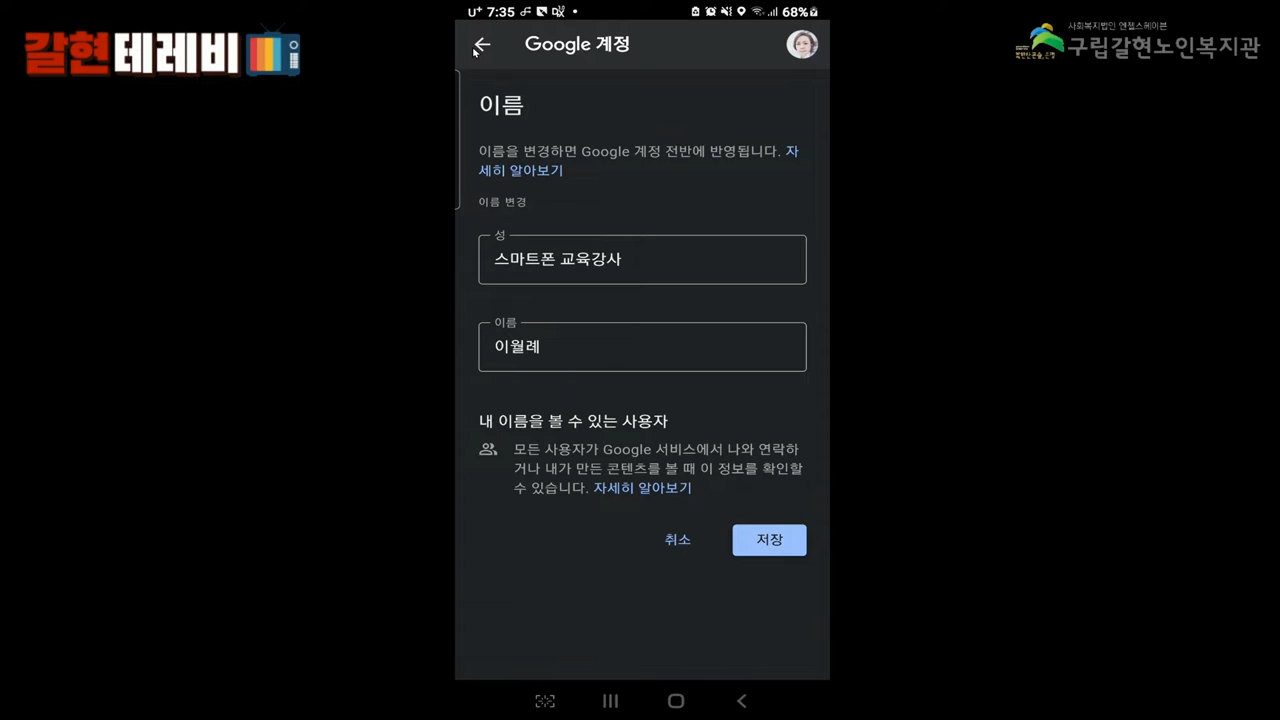 U+ 7:35
68%
갈현테레비
사회복지법인 엔젤스헤이븐
구립갈현노인복지관
Google 계정
이름
이름을 변경하면 Google 계정 전반에 반영됩니다. 자
세히 알아보기
이름 변경
성
스마트폰 교육강사
이름
이월례
내 이름을 볼 수 있는 사용자
모든 사용자가 Google 서비스에서 나와 연락하
거나 내가 만든 콘텐츠를 볼 때 이 정보를 확인할
수 있습니다. 자세히 알아보기
취소
저장